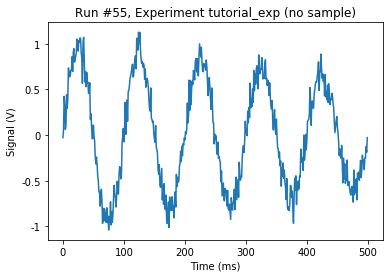 Run #55, Experiment tutorial_exp (no sample)
1
0.5
0
-0.5
-1
Signal (V)
0 100 200 300 400 500
Time (ms)